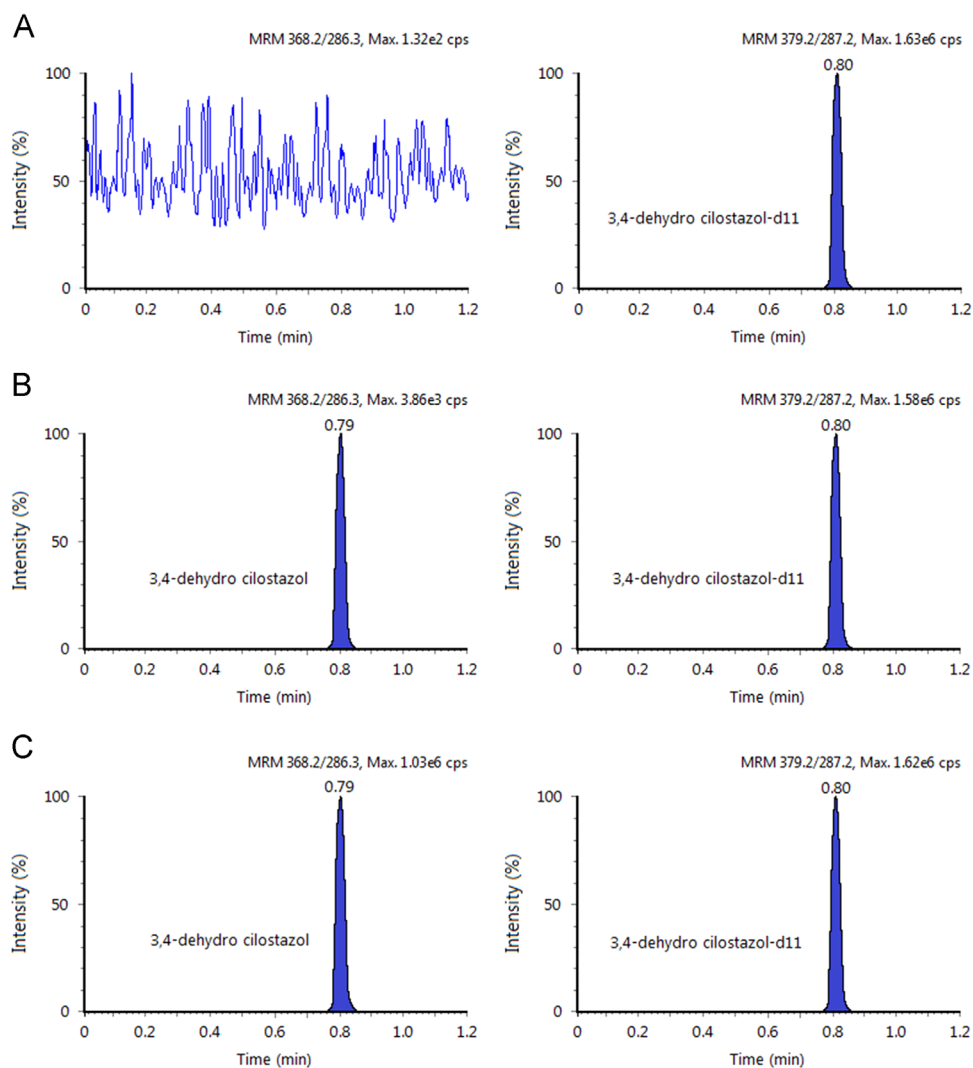 A
MRM 368.2/286.3, Max. 1.32e2 cps
Intensity (%)
100
50
0
0 0.2 0.4 0.6 0.8 1.0 1.2
Time (min)
MRM 379.2/287.2, Max. 1.63e6 cps
0.80
Intensity (%)
100
50
0
3,4-dehydro cilostazol-d11
0 0.2 0.4 0.6 0.8 1.0 1.2
Time (min)
B
MRM 368.2/286.3, Max. 3.86e3 cps
0.79
Intensity (%)
100
50
0
3,4-dehydro cilostazol
0 0.2 0.4 0.6 0.8 1.0 1.2
Time (min)
MRM 379.2/287.2, Max. 1.58e6 cps
0.80
Intensity (%)
100
50
0
3,4-dehydro cilostazol-d11
0 0.2 0.4 0.6 0.8 1.0 1.2
Time (min)
C
MRM 368.2/286.3, Max. 1.03e6 cps
0.79
Intensity (%)
100
50
0
3,4-dehydro cilostazol
0 0.2 0.4 0.6 0.8 1.0 1.2
Time (min)
MRM 379.2/287.2, Max. 1.62e6 cps
0.80
Intensity (%)
100
50
0
3,4-dehydro cilostazol-d11
0 0.2 0.4 0.6 0.8 1.0 1.2
Time (min)